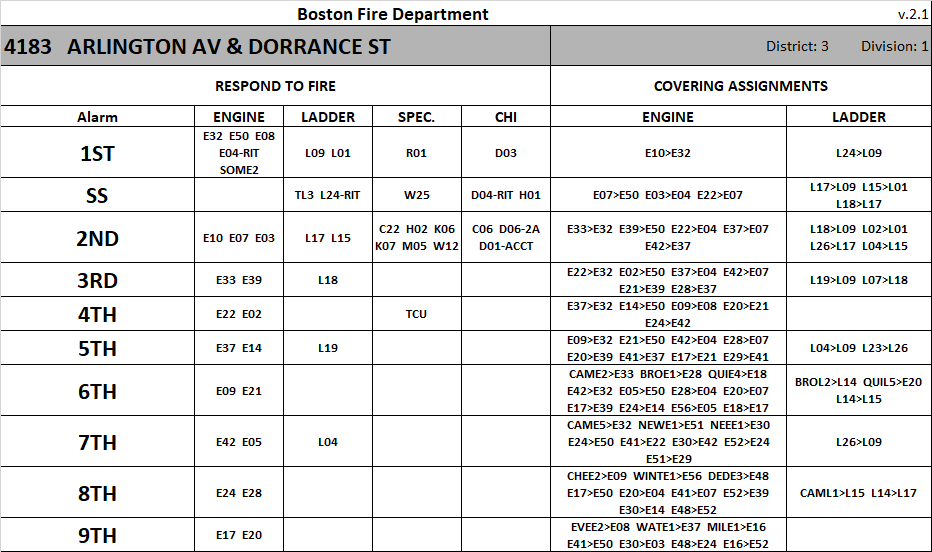 Boston Fire Department v.2.1
4183 ARLINGTON AV & DORRANCE ST District: 3 Division: 1
RESPOND TO FIRE COVERING ASSIGNMENTS
Alarm ENGINE LADDER SPEC. CHI ENGINE LADDER
E32 E50 E08
1ST E04-RIT L09 L01 R01 D03 E10>E32 L24>L09
SOME2
SS TL3 L24-RIT W25 D04-RIT H01 E07>E50 E03>E04 E22>E07 L17>L09 L15>L01
L18>L17
2ND E10 E07 E03 L17 L15 C22 H02 K06 C06 D06-2A E33>E32 E39>E50 E22>E04 E37>E07 L18>L09 L02>L01
K07 M05 W12 D01-ACCT E42>E37 L26>L17 L04>L15
3RD E33 E39 L18 E22>E32 E02>E50 E37>E04 E42>E07 L19>L09 L07>L18
E21>E39 E28>E37
4TH E22 E02 TCU E37>E32 E14>E50 E09>E08 E20>E21
E24>E42
5TH E37 E14 L19 E09>E32 E21>E50 E42>E04 E28>E07 L04>L09 L23>L26
E20>E39 E41>E37 E17>E21 E29>E41
CAME2>E33 BROE1>E28 QUIE4>E18
6TH E09 E21 E42>E32 E05>E50 E28>E04 E20>E07 BROL2>L14 QUIL5>E20
E17>E39 E24>E14 E56>E05 E18>E17 L14>L15
CAME5>E32 NEWE1>E51 NEEE1>E30
7TH E42 E05 L04 E24>E50 E41>E22 E30>E42 E52>E24 L26>L09
E51>E29
CHEE2>E09 WINTE1>E56 DEDE3>E48
8TH E24 E28 E17>E50 E20>E04 E41>E07 E52>E39 CAML1>L15 L14>L17
E30>E14 E48>E52
9TH E17 E20 EVEE2>E08 WATE1>E37 MILE1>E16
E41>E50 E30>E03 E48>E24 E16>E52